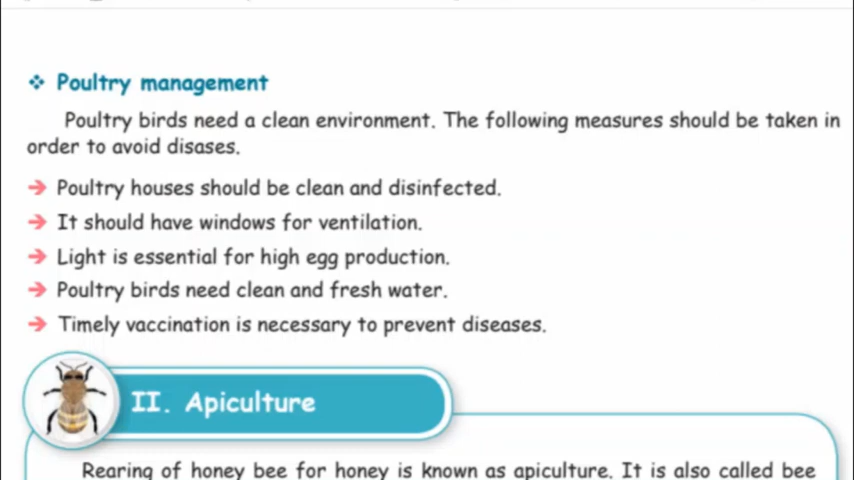 ❖ Poultry management
Poultry birds need a clean environment. The following measures should be taken in
order to avoid disases.
➔ Poultry houses should be clean and disinfected.
➔ It should have windows for ventilation.
➔ Light is essential for high egg production.
➔ Poultry birds need clean and fresh water.
➔ Timely vaccination is necessary to prevent diseases.
II. Apiculture
Rearing of honey bee for honey is known as apiculture. It is also called bee